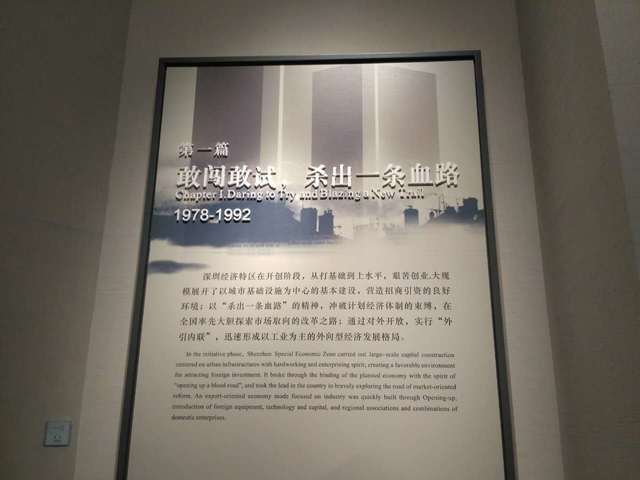 第一篇
敢闯敢试，杀出一条血路
Chapter 1.Daring to Try and Blazing a New Trail
1978-1992
深圳经济特区在开创阶段，从打基础到上水平，艰苦创业，大规
模展开了以城市基础设施为中心的基本建设，营造招商引资的良好
环境；以“杀出一条血路”的精神，冲破计划经济体制的束缚，在
全国率先大胆探索市场取向的改革之路；通过对外开放，实行“外
引内联”，迅速形成以工业为主的外向型经济发展格局。
In the initiative phase, Shenzhen Special Economic Zone carried out large-scale capital construction
centered on urban infrastructures with hardworking and enterprising spirit, creating a favorable environment
for attracting foreign investment. It broke through the binding of the planned economy with the spirit of
"opening up a blood road", and took the lead in the country to bravely exploring the road of market-oriented
reform. An export-oriented economy mode focused on industry was quickly built through Opening-up,
introduction of foreign equipment, technology and capital, and regional associations and combinations of
domestic enterprises.